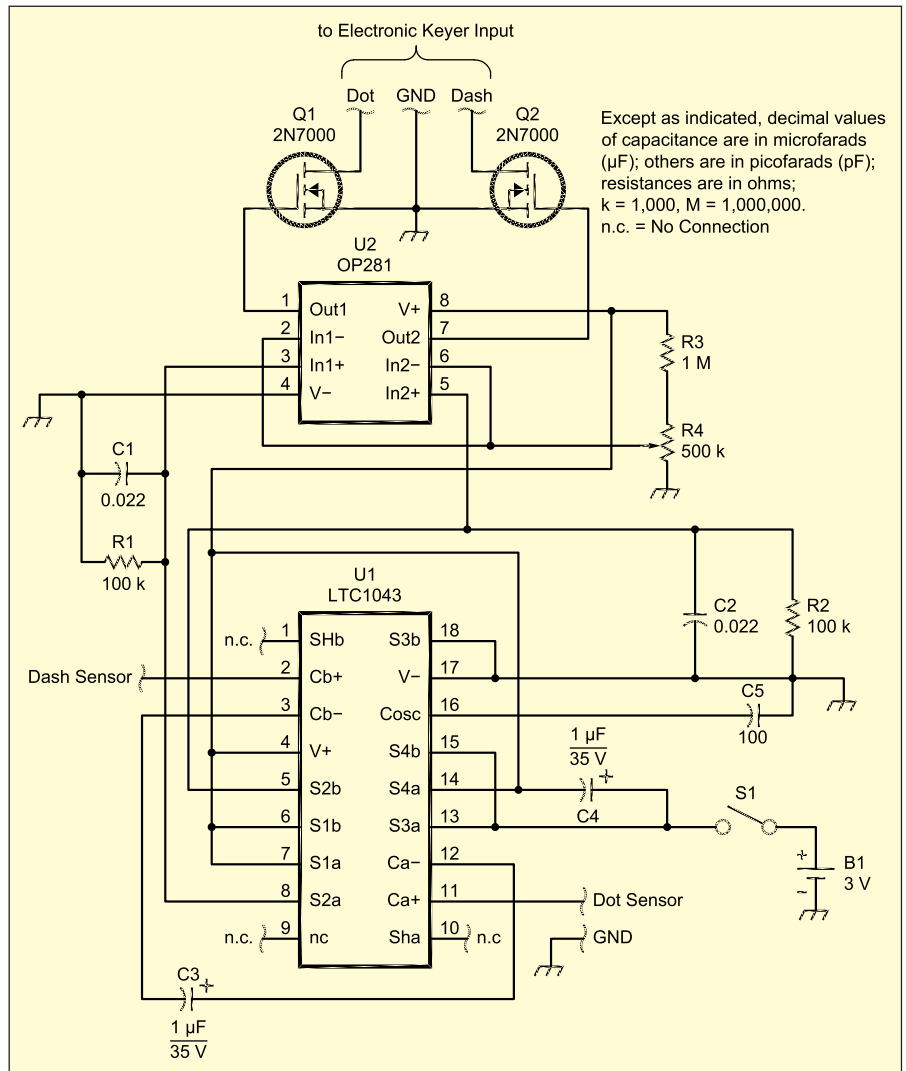 to Electronic Keyer Input
Dot GND Dash
Q1
2N7000
Q2
2N7000
Except as indicated, decimal values
of capacitance are in microfarads
(µF); others are in picofarads (pF);
resistances are in ohms;
k = 1,000, M = 1,000,000.
n.c. = No Connection
U2
OP281
1 Out1 V+ 8
2 In1− Out2 7
3 In1+ In2− 6
4 V− In2+ 5
R3
1 M
R4
500 k
C1
0.022
R1
100 k
U1
LTC1043
C2
0.022
R2
100 k
n.c. 1 SHb S3b 18
Dash Sensor 2 Cb+ V− 17
3 Cb− Cosc 16
C5
100
4 V+ S4b 15
5 S2b S4a 14
1 µF
35 V
+
C4
6 S1b S3a 13
S1
7 S1a Ca− 12
+
−
B1
3 V
8 S2a Ca+ 11 Dot Sensor
n.c. 9 nc Sha 10 n.c
GND
C3
+
1 µF
35 V